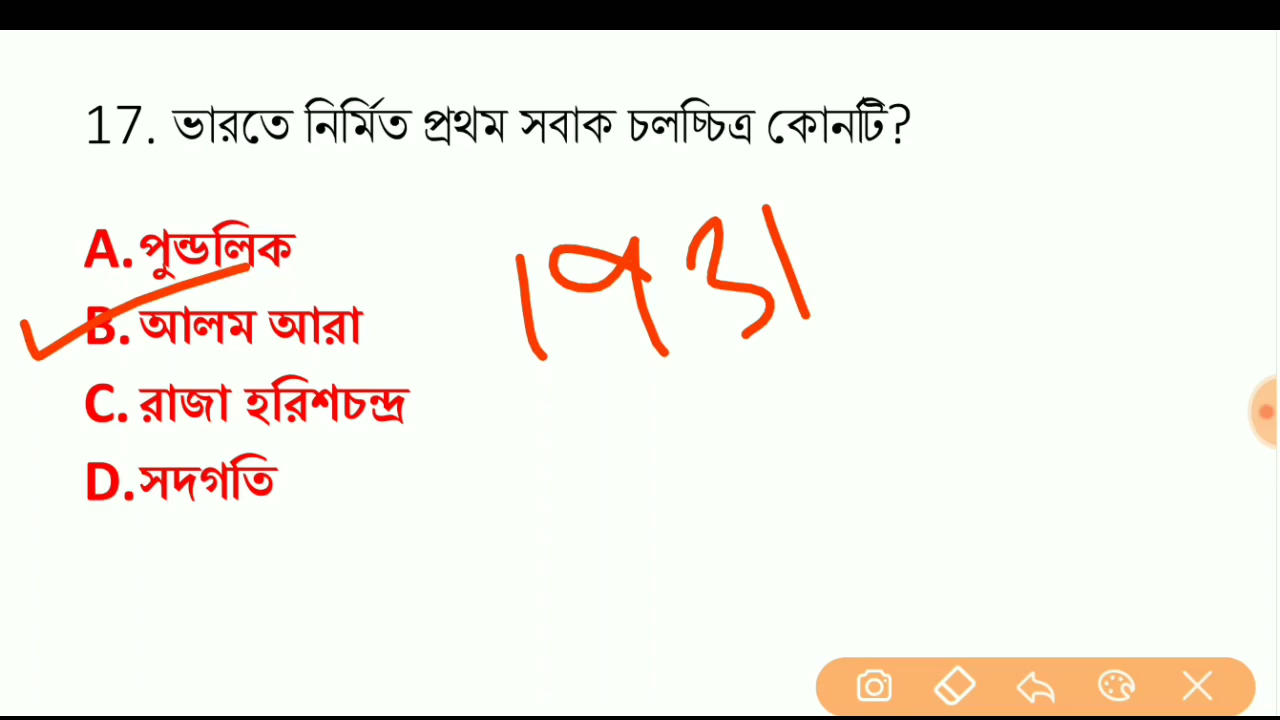 17. ভারতে নির্মিত প্রথম সবাক চলচ্চিত্র কোনটি?
A. পুন্ডলিক
B. আলম আরা
1931
C. রাজা হরিশচন্দ্র
D. সদগতি